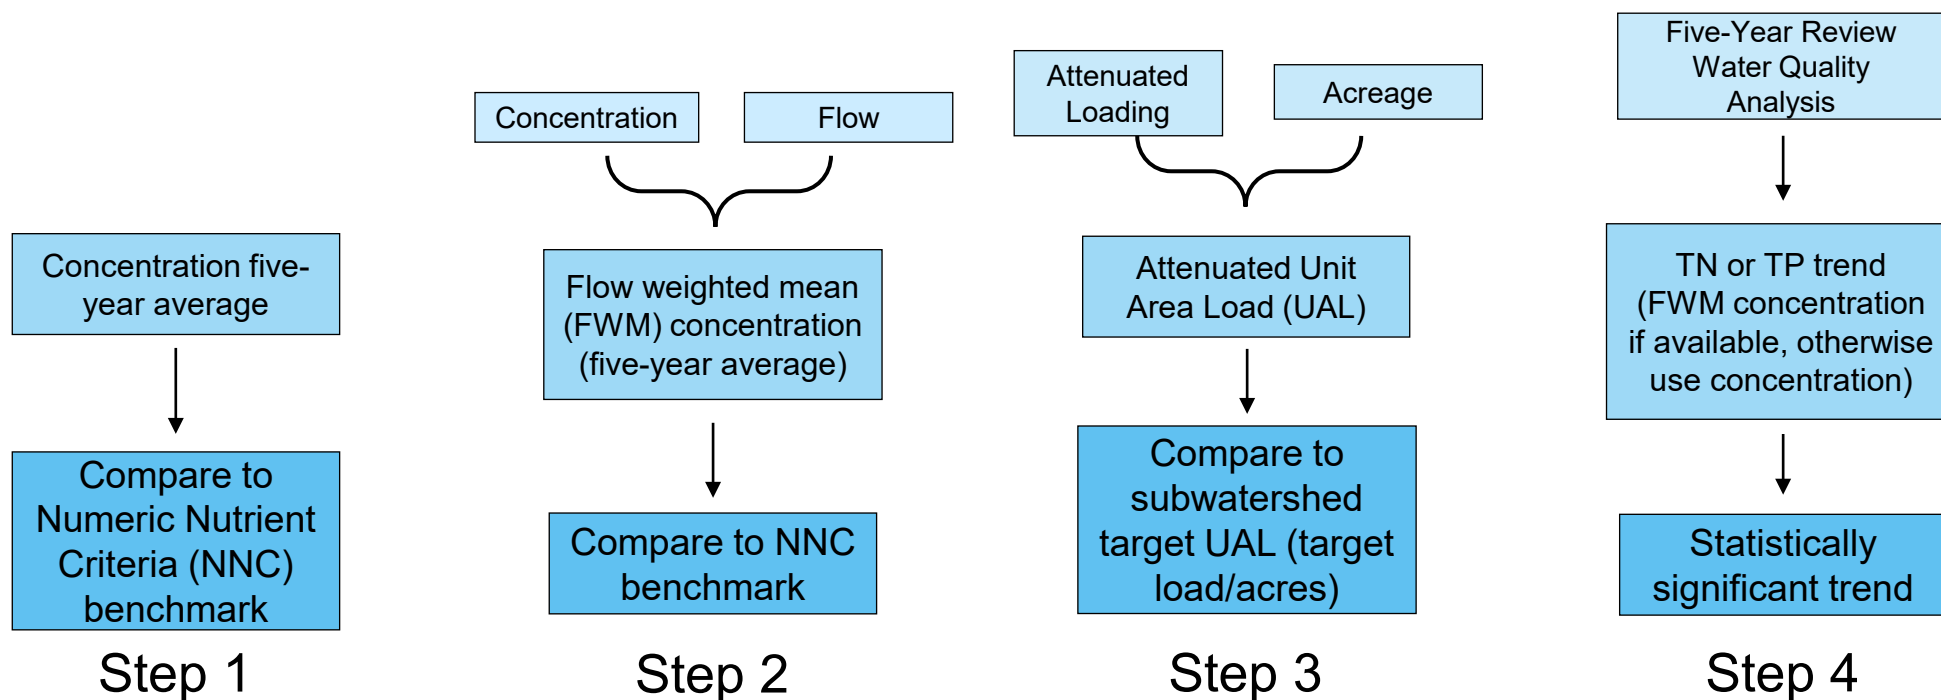 Concentration five-
year average
Compare to
Numeric Nutrient
Criteria (NNC)
benchmark
Step 1
Concentration
Flow
Flow weighted mean
(FWM) concentration
(five-year average)
Compare to NNC
benchmark
Step 2
Attenuated
Loading
Acreage
Attenuated Unit
Area Load (UAL)
Compare to
subwatershed
target UAL (target
load/acres)
Step 3
Five-Year Review
Water Quality
Analysis
TN or TP trend
(FWM concentration
if available, otherwise
use concentration)
Statistically
significant trend
Step 4